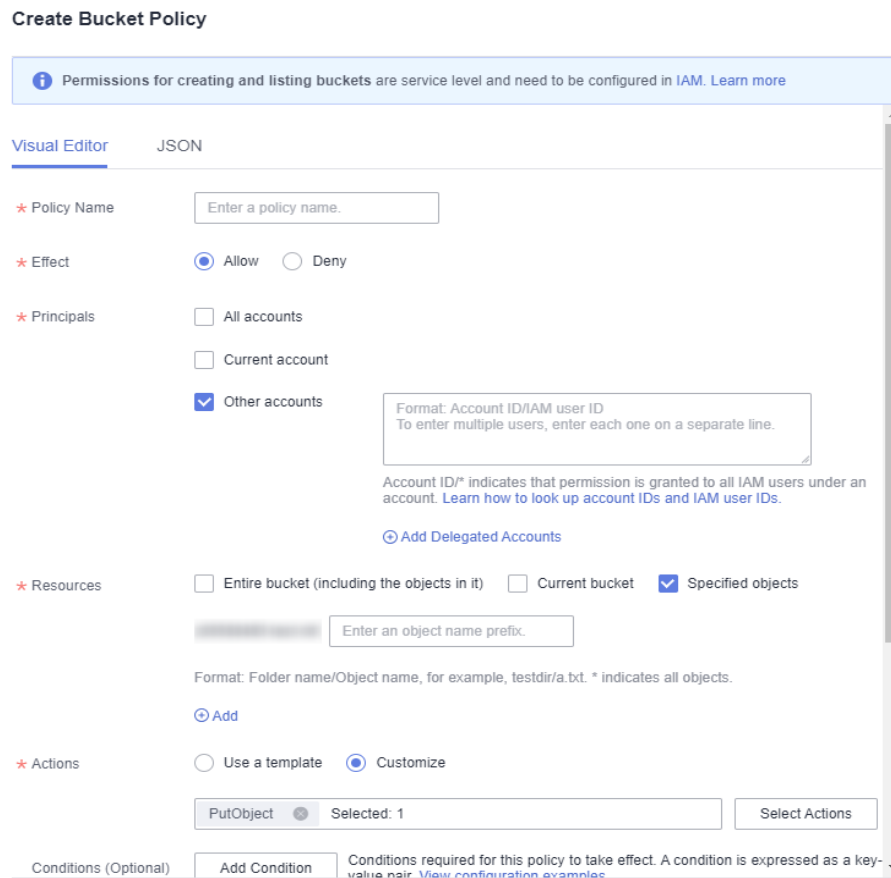 Create Bucket Policy
Permissions for creating and listing buckets are service level and need to be configured in IAM. Learn more
Visual Editor JSON
* Policy Name Enter a policy name.
* Effect Allow Deny
* Principals All accounts
Current account
Other accounts
Format: Account ID/IAM user ID
To enter multiple users, enter each one on a separate line.
Account ID/* indicates that permission is granted to all IAM users under an
account. Learn how to look up account IDs and IAM user IDs.
Add Delegated Accounts
* Resources Entire bucket (including the objects in it) Current bucket Specified objects
Enter an object name prefix.
Format: Folder name/Object name, for example, testdir/a.txt. * indicates all objects.
Add
* Actions Use a template Customize
PutObject Selected: 1 Select Actions
Conditions (Optional) Add Condition Conditions required for this policy to take effect. A condition is expressed as a key-
value pair. View configuration examples